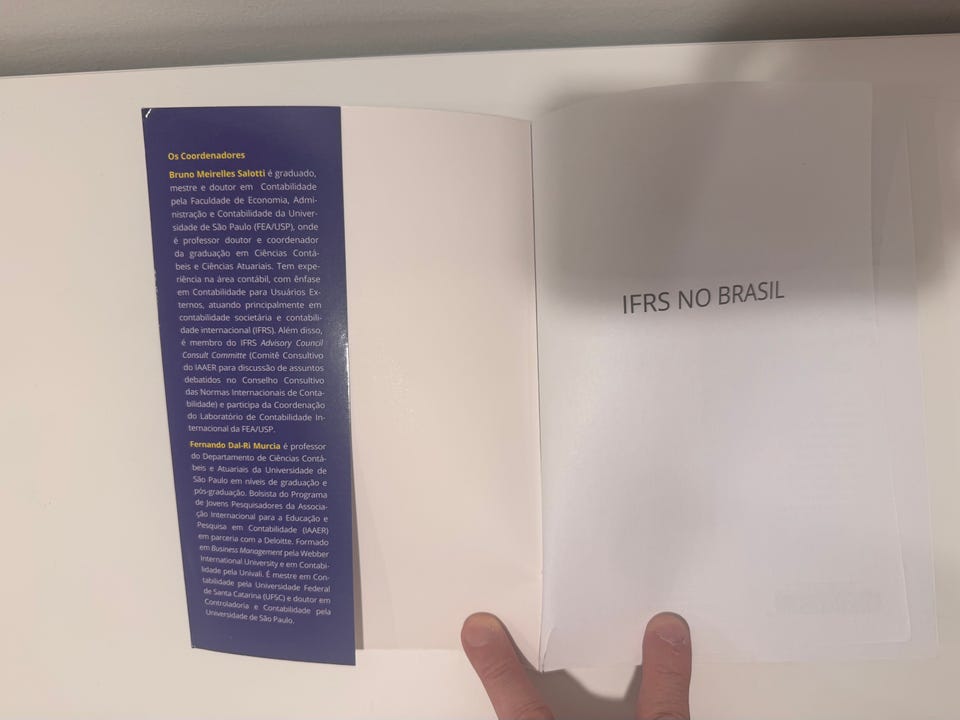 Os Coordenadores
Bruno Meirelles Salotti é graduado,
mestre e doutor em Contabilidade
pela Faculdade de Economia, Admi-
nistração e Contabilidade da Univer-
sidade de São Paulo (FEA/USP), onde
é professor doutor e coordenador
da graduação em Ciências Contá-
beis e Ciências Atuariais. Tem expe-
riência na área contábil, com ênfase
em Contabilidade para Usuários Ex-
ternos, atuando principalmente em
contabilidade societária e contabili-
dade internacional (IFRS). Além disso,
é membro do IFRS Advisory Council
Consult Committe (Comitê Consultivo
do IAAER para discussão de assuntos
debatidos no Conselho Consultivo
das Normas Internacionais de Conta-
bilidade) e participa da Coordenação
do Laboratório de Contabilidade In-
ternacional da FEA/USP.
Fernando Dal-Ri Murcia é professor
do Departamento de Ciências Contá-
beis e Atuariais da Universidade de
São Paulo em níveis de graduação e
pós-graduação. Bolsista do Programa
de Jovens Pesquisadores da Associa-
ção Internacional para a Educação e
Pesquisa em Contabilidade (IAAER)
em parceria com a Deloitte. Formado
em Business Management pela Webber
International University e em Contabi-
lidade pela Univali. É mestre em Con-
tabilidade pela Universidade Federal
de Santa Catarina (UFSC) e doutor em
Controladoria e Contabilidade pela
Universidade de São Paulo.
IFRS NO BRASIL